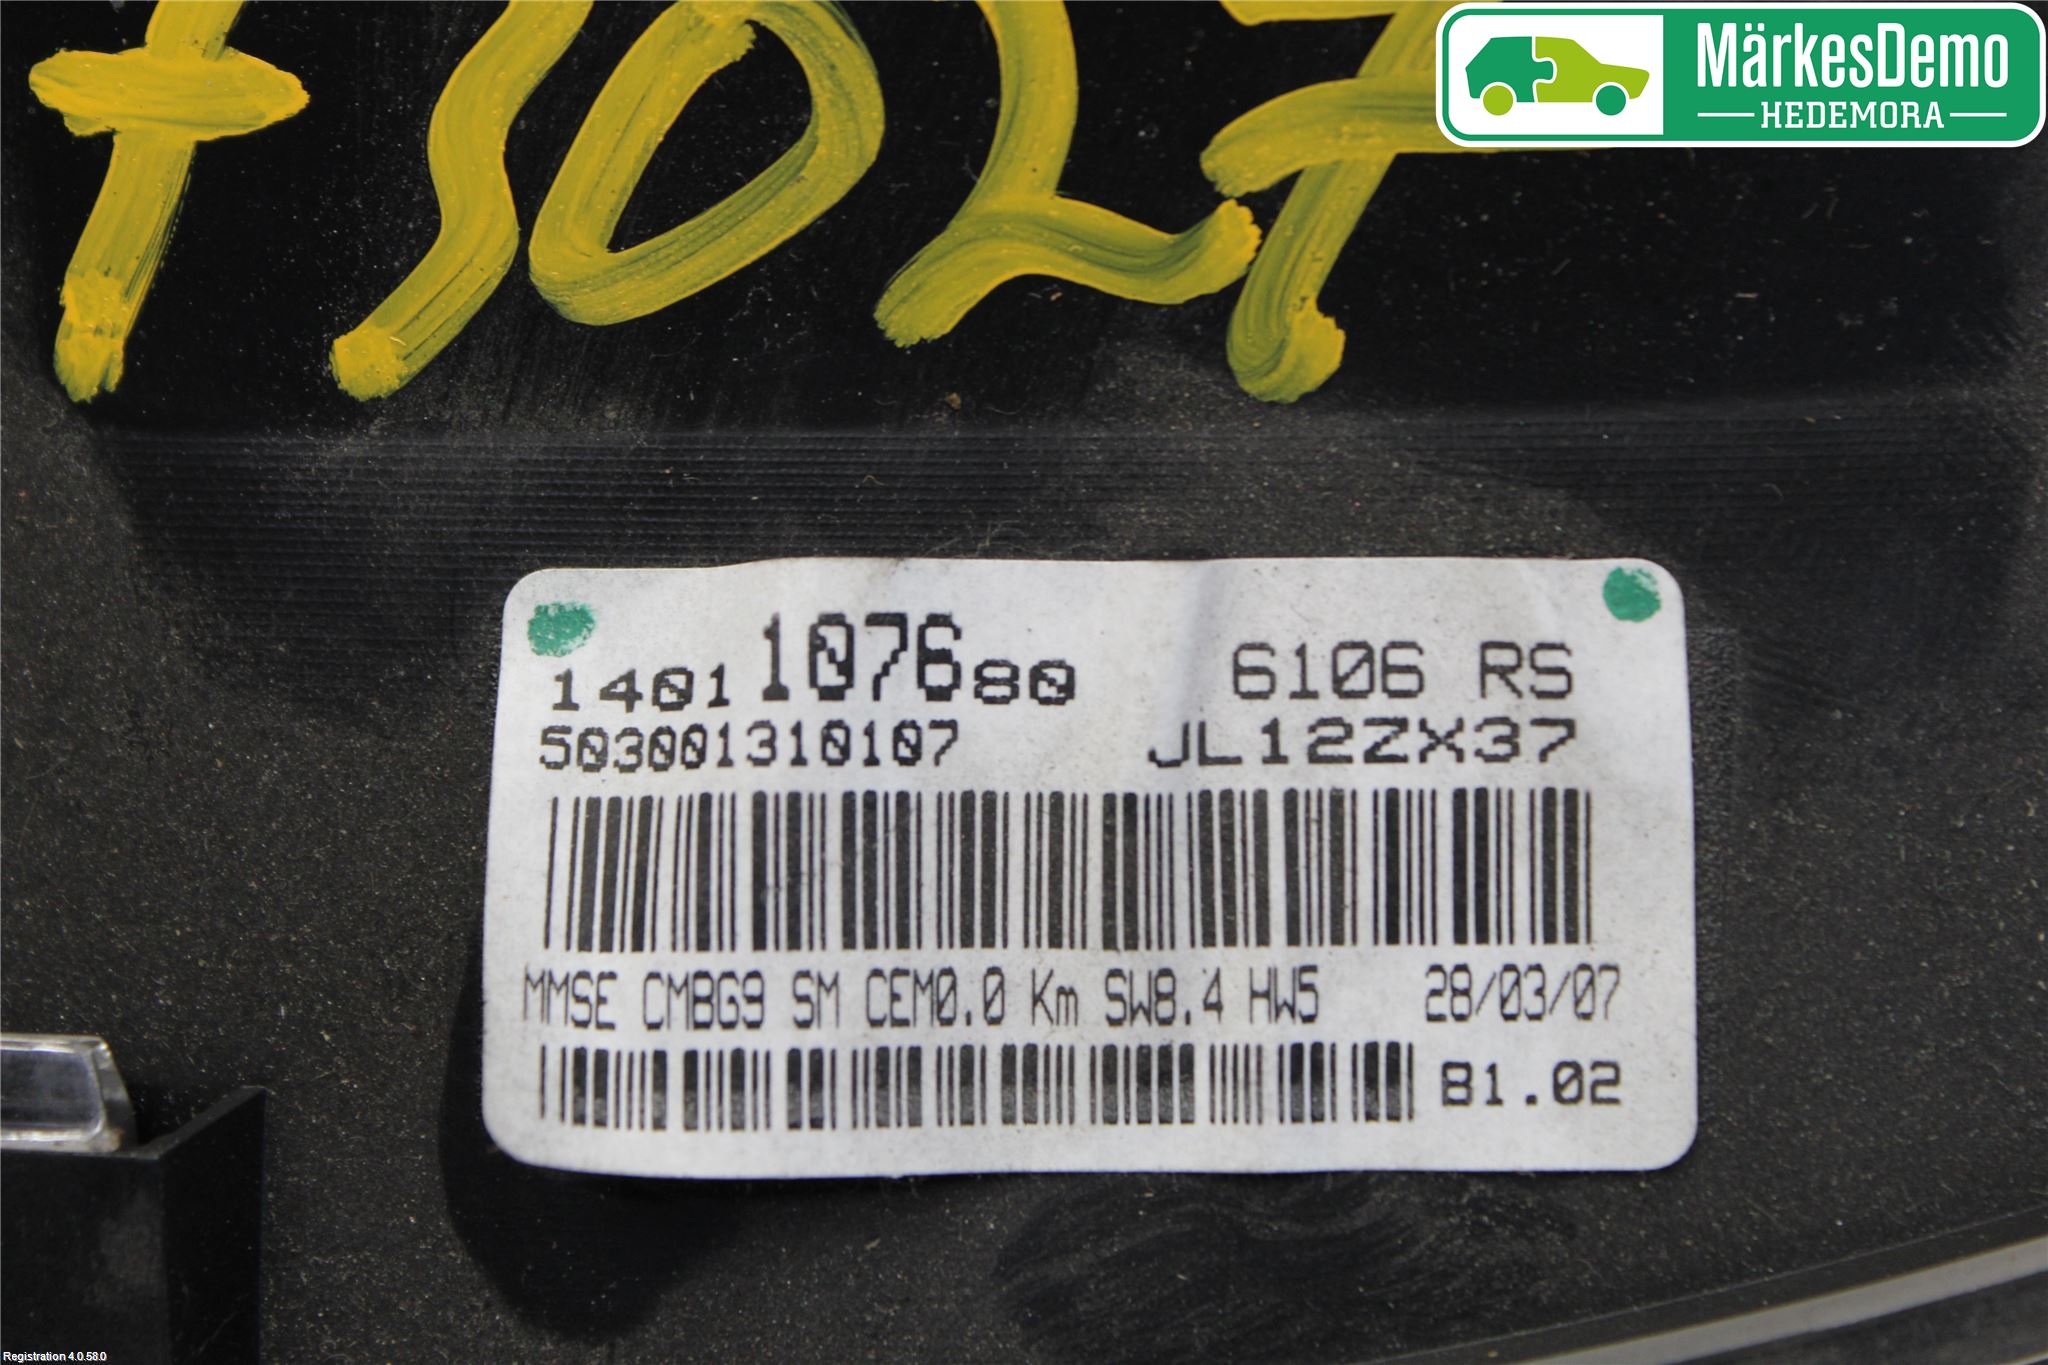 MärkesDemo
HEDEMORA
1401 1076 80 6106 RS
503001310107 JL12ZX37
MMSE CMBG9 SM CEM0.0 Km SW8.4 HW5 28/03/07
B1.02
Registration 4.0.58.0